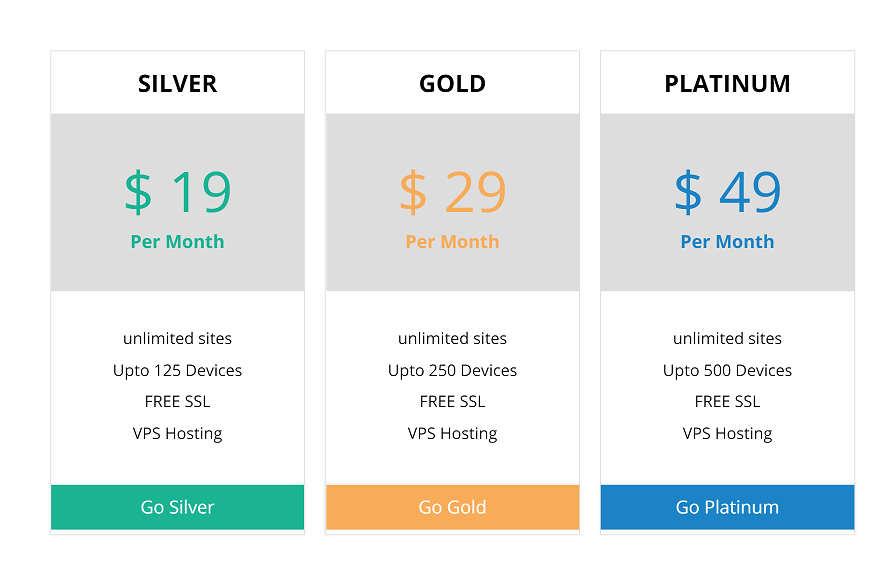 SILVER
$ 19
Per Month
unlimited sites
Upto 125 Devices
FREE SSL
VPS Hosting
Go Silver
GOLD
$ 29
Per Month
unlimited sites
Upto 250 Devices
FREE SSL
VPS Hosting
Go Gold
PLATINUM
$ 49
Per Month
unlimited sites
Upto 500 Devices
FREE SSL
VPS Hosting
Go Platinum